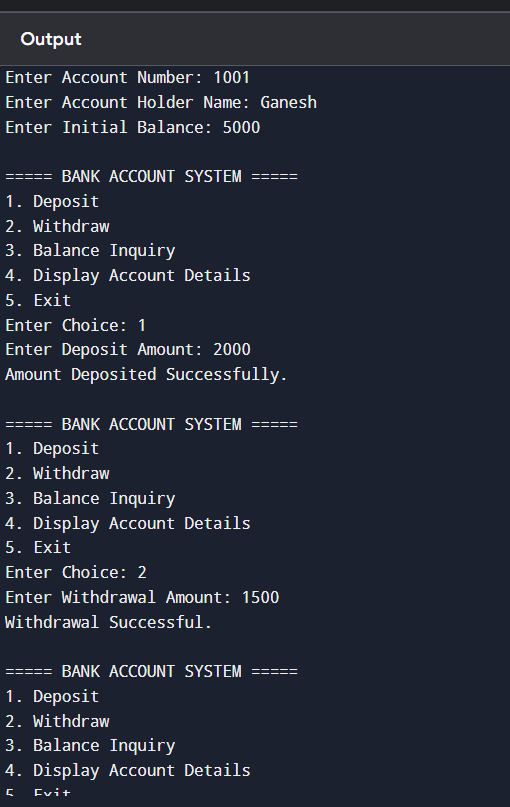 Output
Enter Account Number: 1001
Enter Account Holder Name: Ganesh
Enter Initial Balance: 5000
===== BANK ACCOUNT SYSTEM =====
1. Deposit
2. Withdraw
3. Balance Inquiry
4. Display Account Details
5. Exit
Enter Choice: 1
Enter Deposit Amount: 2000
Amount Deposited Successfully.
===== BANK ACCOUNT SYSTEM =====
1. Deposit
2. Withdraw
3. Balance Inquiry
4. Display Account Details
5. Exit
Enter Choice: 2
Enter Withdrawal Amount: 1500
Withdrawal Successful.
===== BANK ACCOUNT SYSTEM =====
1. Deposit
2. Withdraw
3. Balance Inquiry
4. Display Account Details
5. Exit